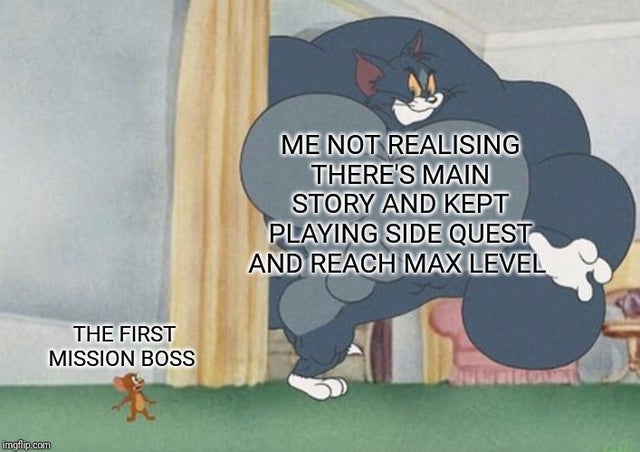 ME NOT REALISING
THERE'S MAIN
STORY AND KEPT
PLAYING SIDE QUEST
AND REACH MAX LEVEL
THE FIRST
MISSION BOSS
imgflip.com